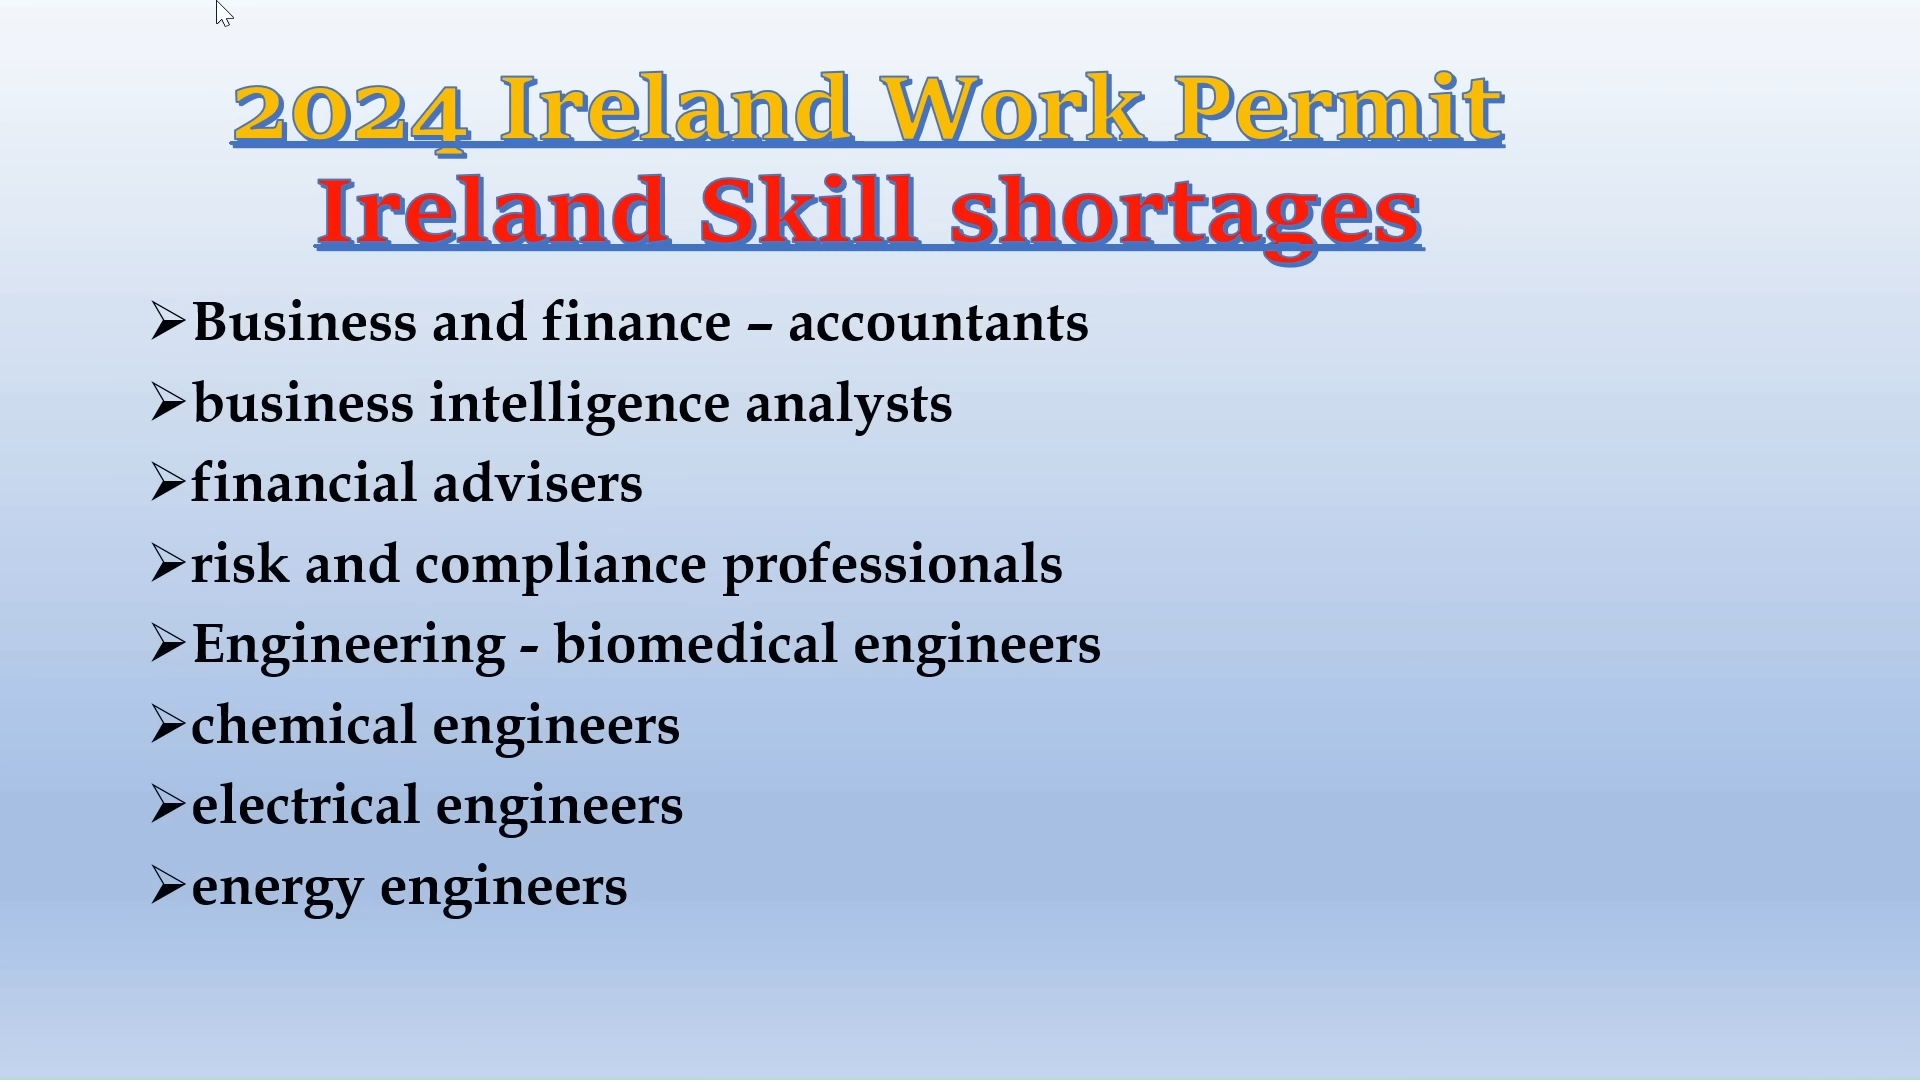 2024 Ireland Work Permit
Ireland Skill shortages
➢Business and finance – accountants
➢business intelligence analysts
➢financial advisers
➢risk and compliance professionals
➢Engineering - biomedical engineers
➢chemical engineers
➢electrical engineers
➢energy engineers